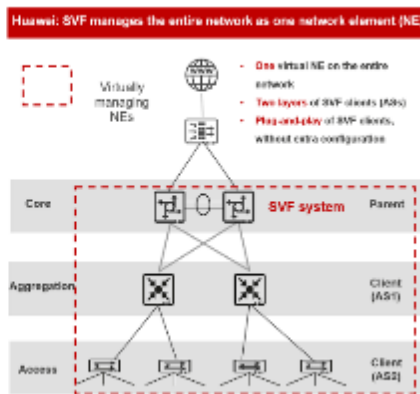 Huawei: SVF manages the entire network as one network element (NE
WWW
Virtually
managing
NEs
• One virtual NE on the entire
network
• Two layers of SVF clients (ASs)
• Plug-and-play of SVF clients,
without extra configuration
Core
SVF system
Parent
Aggregation
Client
(AS1)
Access
Client
(AS2)